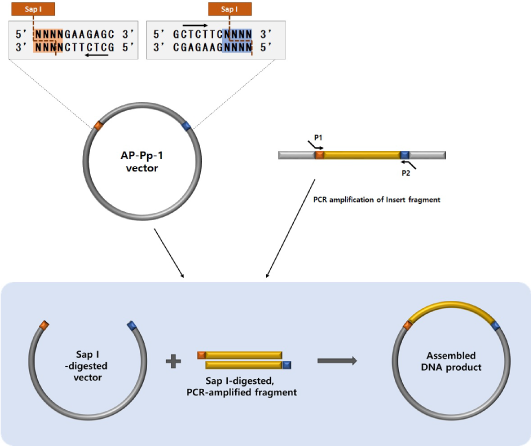 Sap I
Sap I
5' NNNNGAAGAGC 3'
3' NNNNCTTCTCG 5'
5' GCTCTTCNNNN 3'
3' CGAGAAGNNNN 5'
AP-Pp-1
vector
P1
P2
PCR amplification of Insert fragment
Sap I
-digested
vector
Sap I-digested,
PCR-amplified fragment
Assembled
DNA product